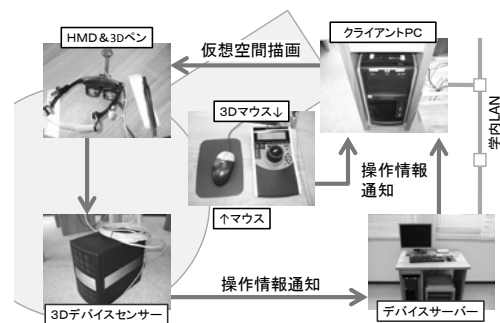 HMD&3Dペン
仮想空間描画
クライアントPC
3Dマウス↓
↑マウス
操作情報
通知
学内LAN
操作情報通知
3Dデバイスセンサー
デバイスサーバー